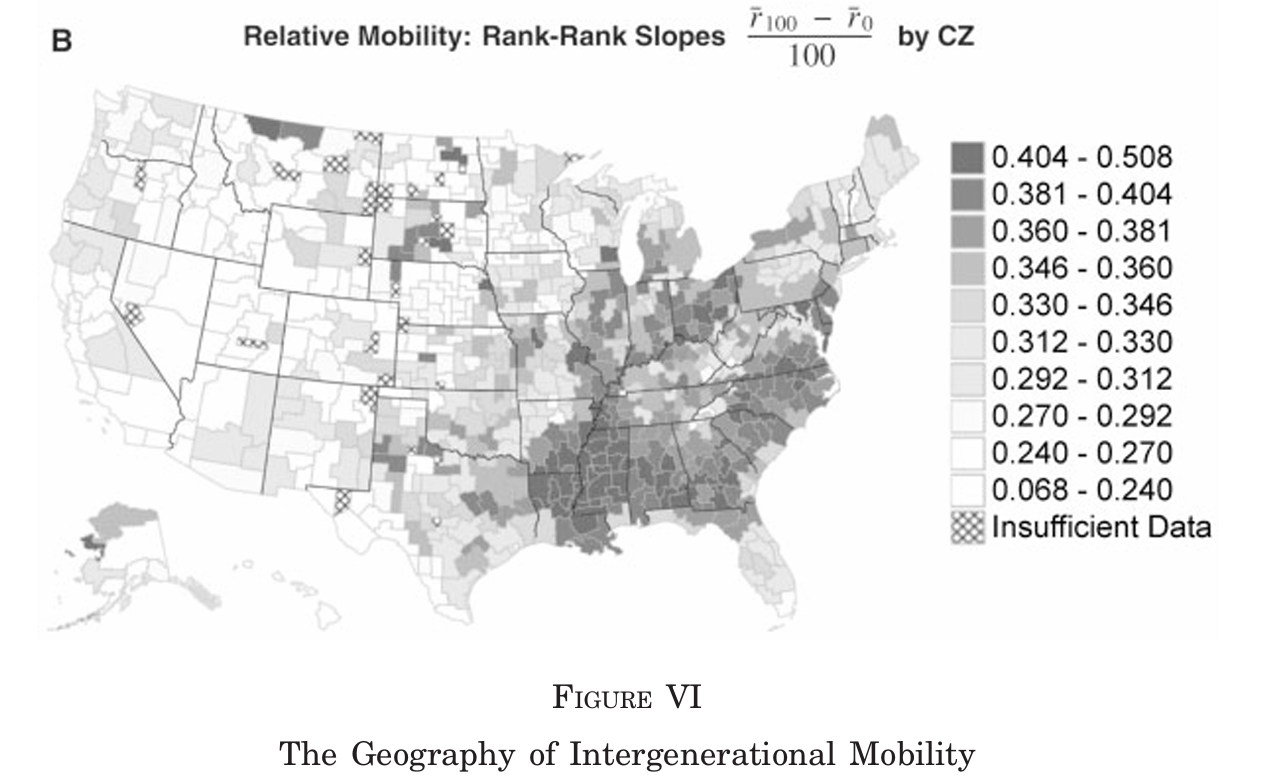 B
Relative Mobility: Rank-Rank Slopes (r̄100 − r̄0)/100 by CZ
0.404 - 0.508
0.381 - 0.404
0.360 - 0.381
0.346 - 0.360
0.330 - 0.346
0.312 - 0.330
0.292 - 0.312
0.270 - 0.292
0.240 - 0.270
0.068 - 0.240
Insufficient Data
FIGURE VI
The Geography of Intergenerational Mobility